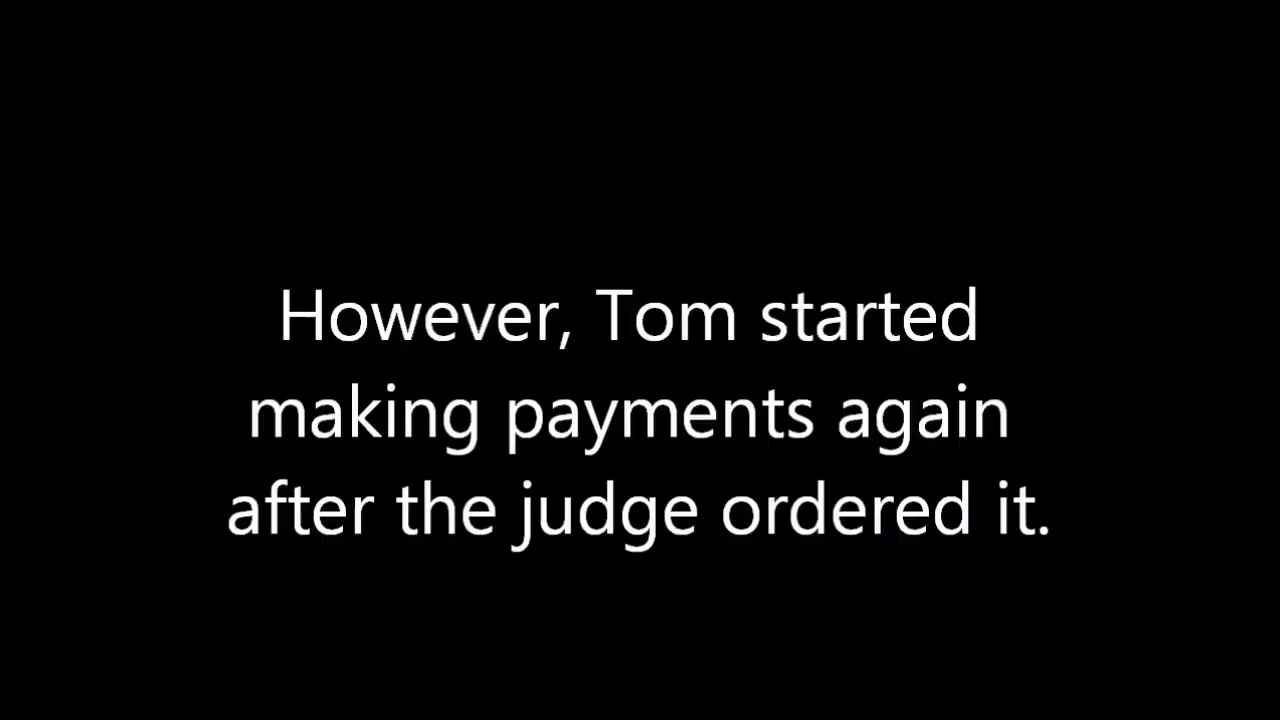 However, Tom started
making payments again
after the judge ordered it.